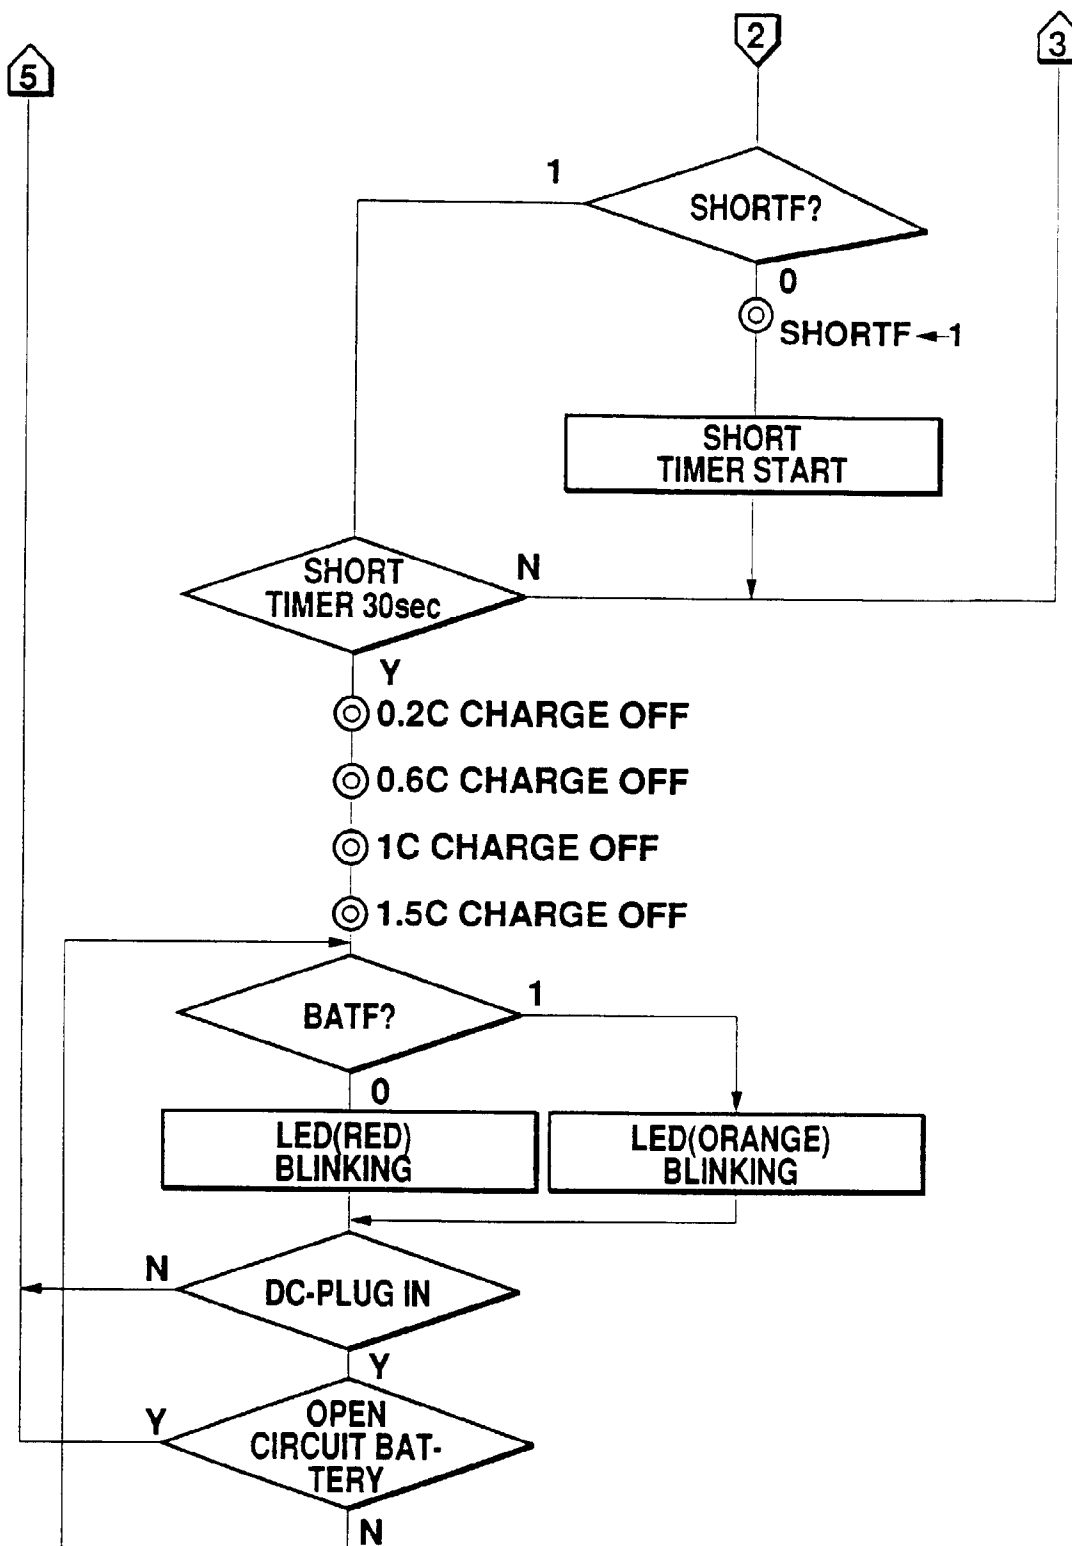 2
3
5
1
SHORTF?
0
SHORTF ← 1
SHORT
TIMER START
SHORT
TIMER 30sec
N
Y
0.2C CHARGE OFF
0.6C CHARGE OFF
1C CHARGE OFF
1.5C CHARGE OFF
BATF?
1
0
LED(RED)
BLINKING
LED(ORANGE)
BLINKING
N
DC-PLUG IN
Y
Y
OPEN
CIRCUIT BAT-
TERY
N